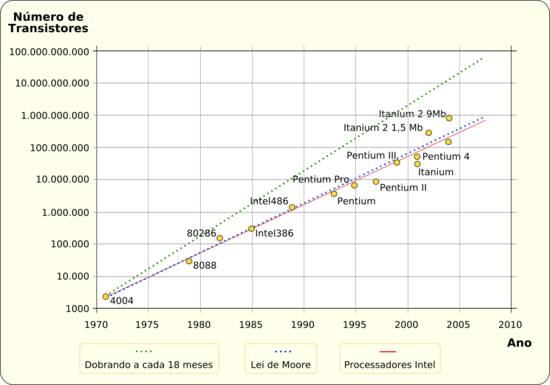 Número de
Transistores
100.000.000.000
10.000.000.000
1.000.000.000
100.000.000
10.000.000
1.000.000
100.000
10.000
1000
Itanium 2 9Mb
Itanium 2 1,5 Mb
Pentium III
Pentium 4
Itanium
Pentium Pro
Pentium II
Pentium
Intel486
80286
Intel386
8088
4004
1970
1975
1980
1985
1990
1995
2000
2005
2010
Ano
Dobrando a cada 18 meses
Lei de Moore
Processadores Intel